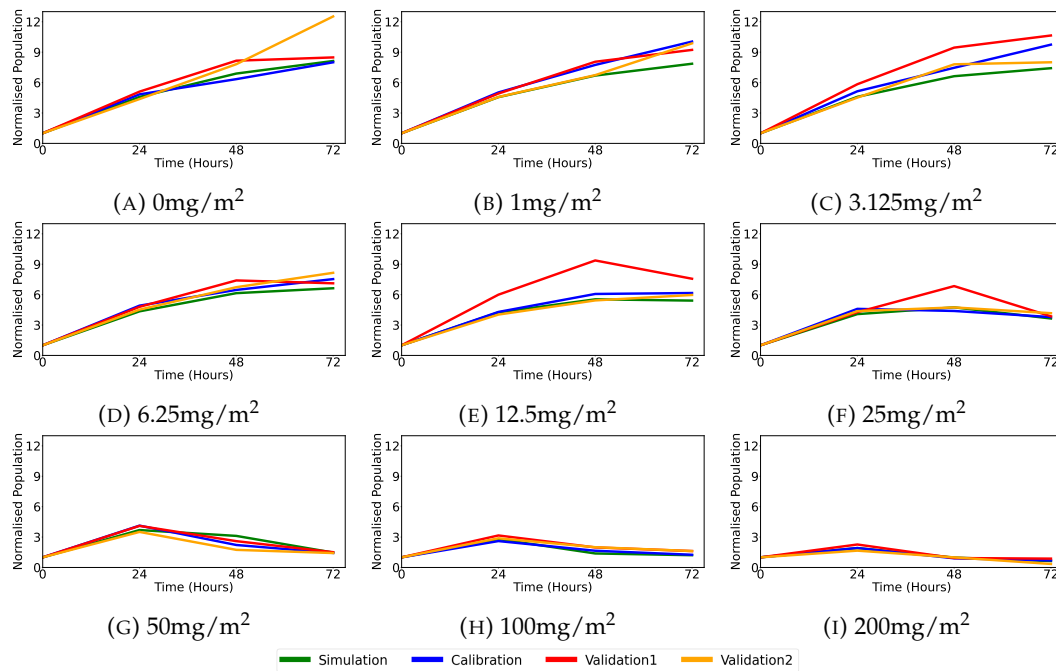 Normalised Population
12
9
6
3
0
0 24 48 72
Time (Hours)
(A) 0mg/m²
Normalised Population
12
9
6
3
0
0 24 48 72
Time (Hours)
(B) 1mg/m²
Normalised Population
12
9
6
3
0
0 24 48 72
Time (Hours)
(C) 3.125mg/m²
Normalised Population
12
9
6
3
0
0 24 48 72
Time (Hours)
(D) 6.25mg/m²
Normalised Population
12
9
6
3
0
0 24 48 72
Time (Hours)
(E) 12.5mg/m²
Normalised Population
12
9
6
3
0
0 24 48 72
Time (Hours)
(F) 25mg/m²
Normalised Population
12
9
6
3
0
0 24 48 72
Time (Hours)
(G) 50mg/m²
Normalised Population
12
9
6
3
0
0 24 48 72
Time (Hours)
(H) 100mg/m²
Normalised Population
12
9
6
3
0
0 24 48 72
Time (Hours)
(I) 200mg/m²
Simulation Calibration Validation1 Validation2